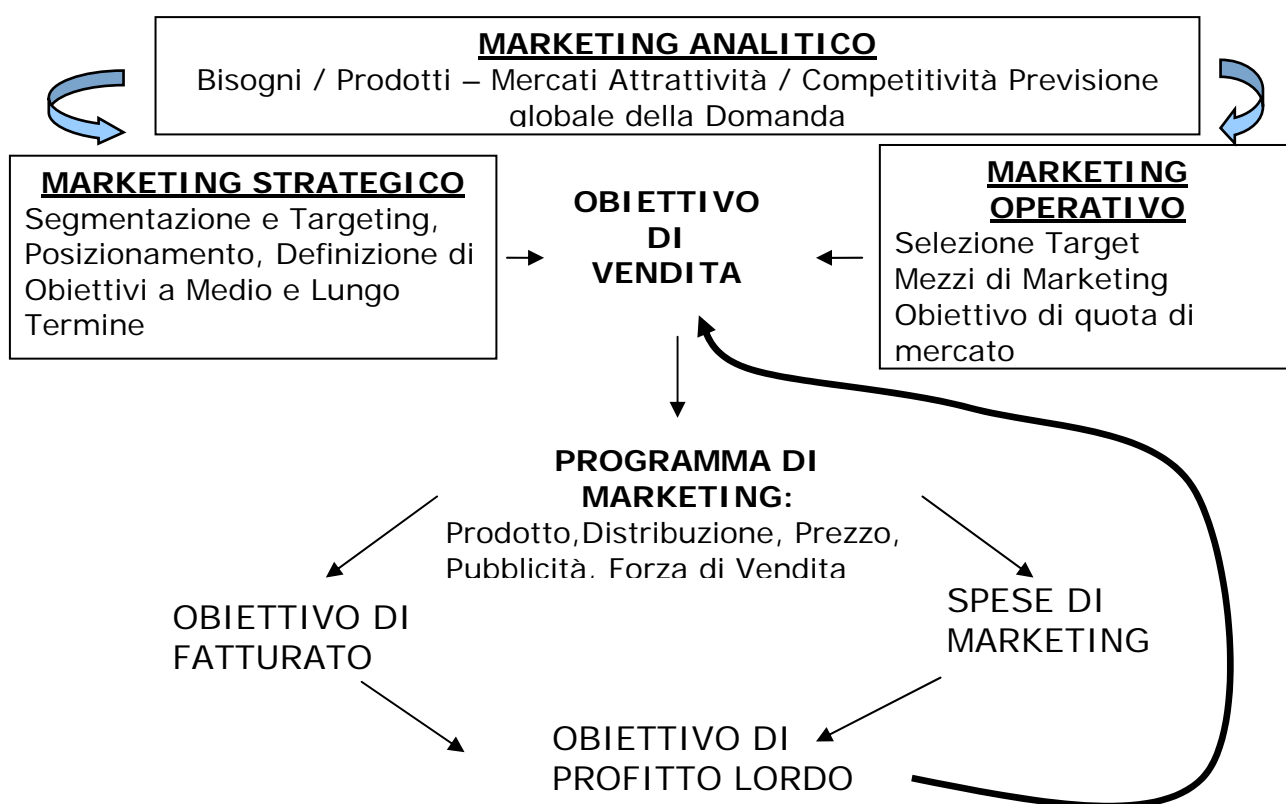 MARKETING ANALITICO
Bisogni / Prodotti – Mercati Attrattività / Competitività Previsione
globale della Domanda
MARKETING STRATEGICO
Segmentazione e Targeting,
Posizionamento, Definizione di
Obiettivi a Medio e Lungo
Termine
OBIETTIVO
DI
VENDITA
MARKETING
OPERATIVO
Selezione Target
Mezzi di Marketing
Obiettivo di quota di
mercato
PROGRAMMA DI
MARKETING:
Prodotto,Distribuzione, Prezzo,
Pubblicità, Forza di Vendita
OBIETTIVO DI
FATTURATO
SPESE DI
MARKETING
OBIETTIVO DI
PROFITTO LORDO